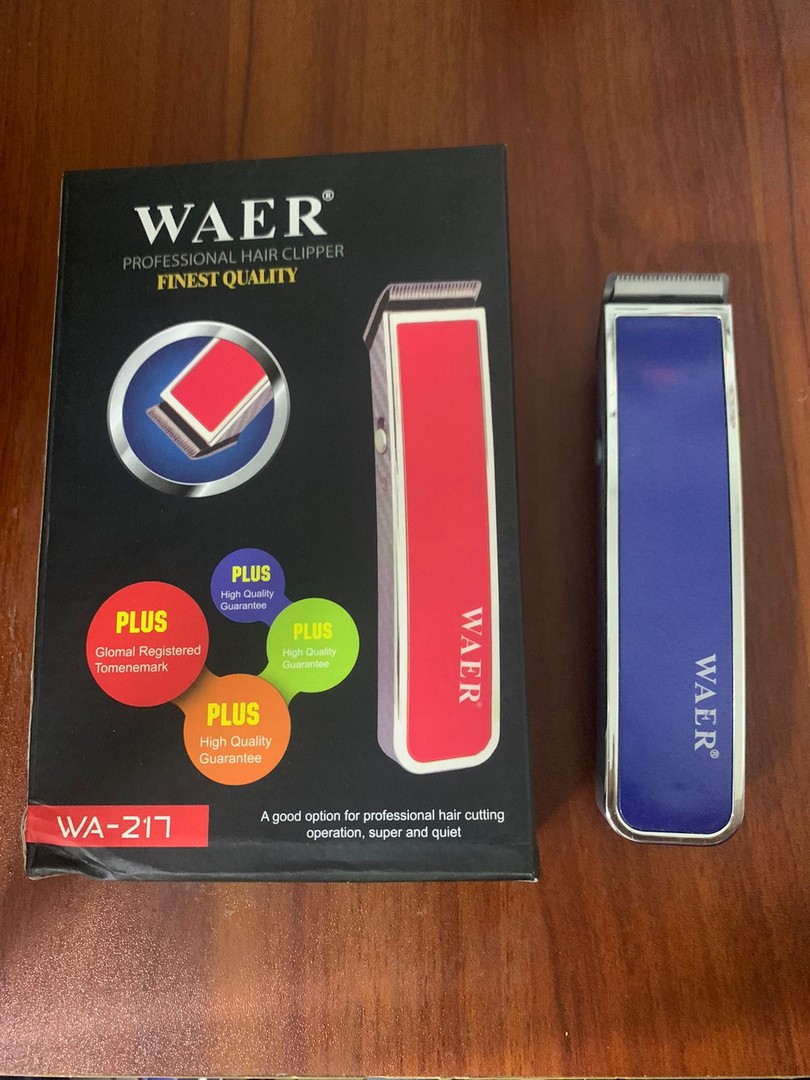 WAER®
PROFESSIONAL HAIR CLIPPER
FINEST QUALITY
PLUS
High Quality
Guarantee
PLUS
Glomal Registered
Tomenemark
PLUS
High Quality
Guarantee
PLUS
High Quality
Guarantee
WAER®
WA-217
A good option for professional hair cutting
operation, super and quiet
WAER®